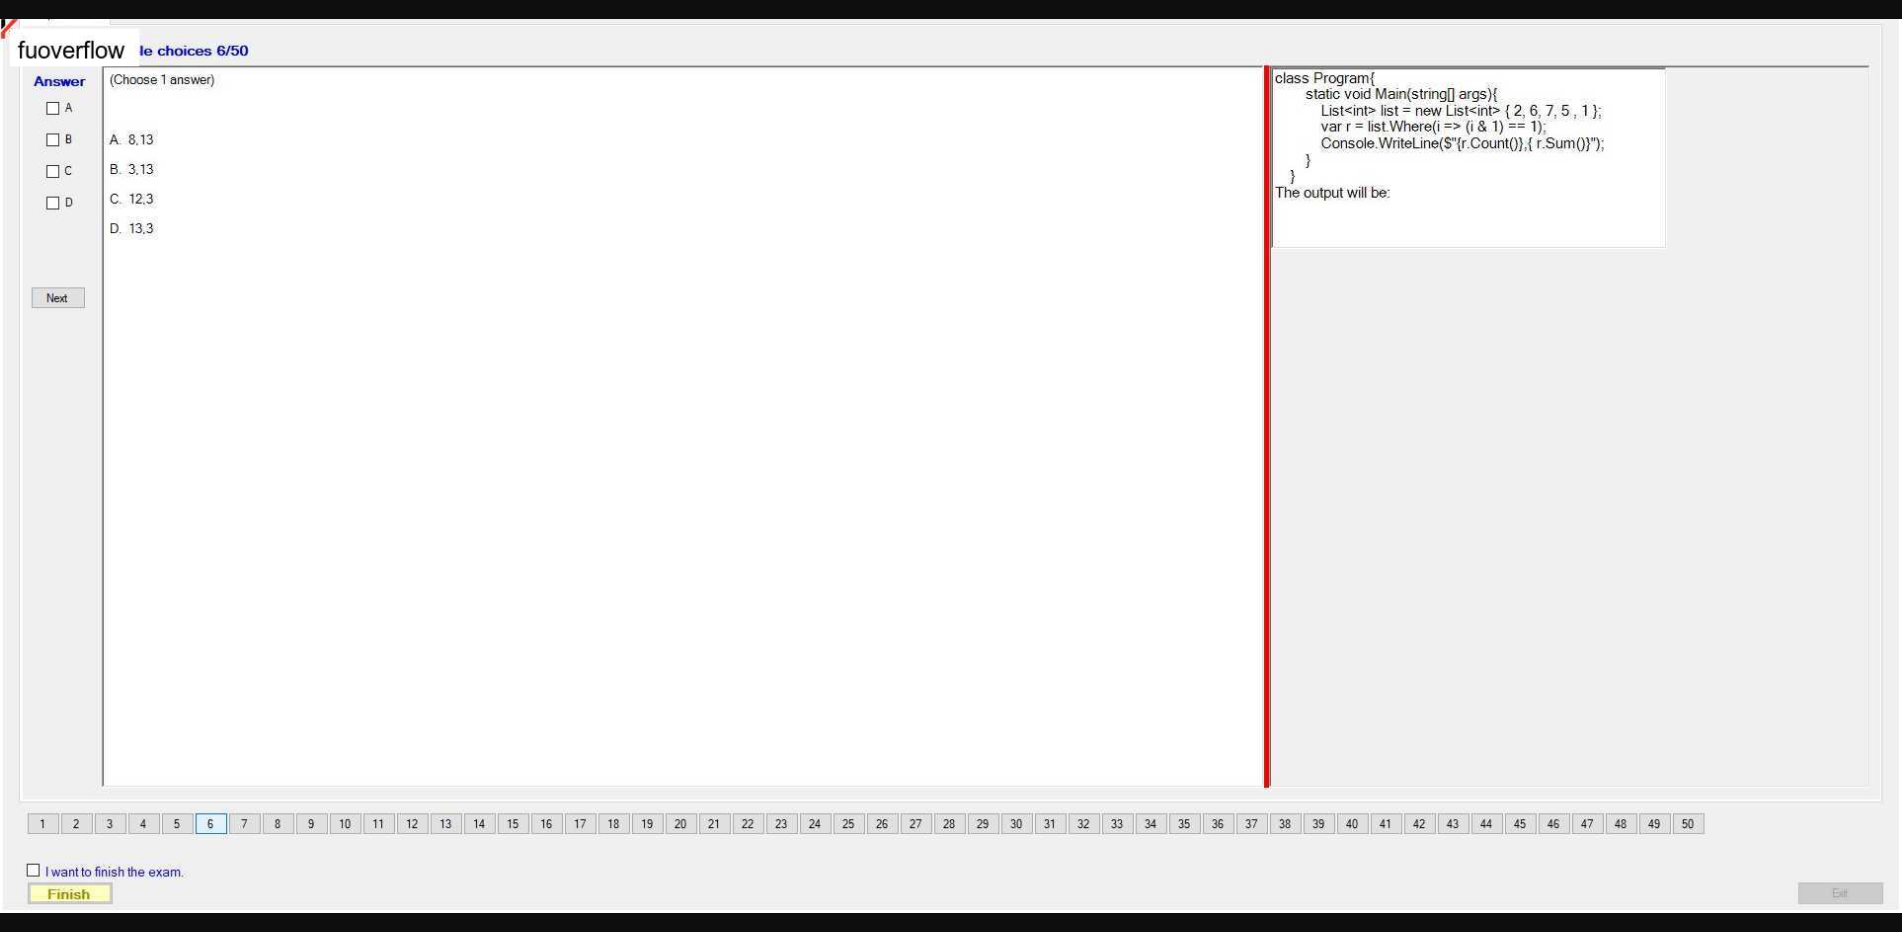 fuoverflow
le choices 6/50
Answer
A
B
C
D
Next
(Choose 1 answer)
A. 8,13
B. 3,13
C. 12,3
D. 13,3
class Program{
static void Main(string[] args){
List<int> list = new List<int> { 2, 6, 7, 5 , 1 };
var r = list.Where(i => (i & 1) == 1);
Console.WriteLine($"{r.Count()},{ r.Sum()}");
}
}
The output will be:
1 2 3 4 5 6 7 8 9 10 11 12 13 14 15 16 17 18 19 20 21 22 23 24 25 26 27 28 29 30 31 32 33 34 35 36 37 38 39 40 41 42 43 44 45 46 47 48 49 50
I want to finish the exam.
Finish
Exit